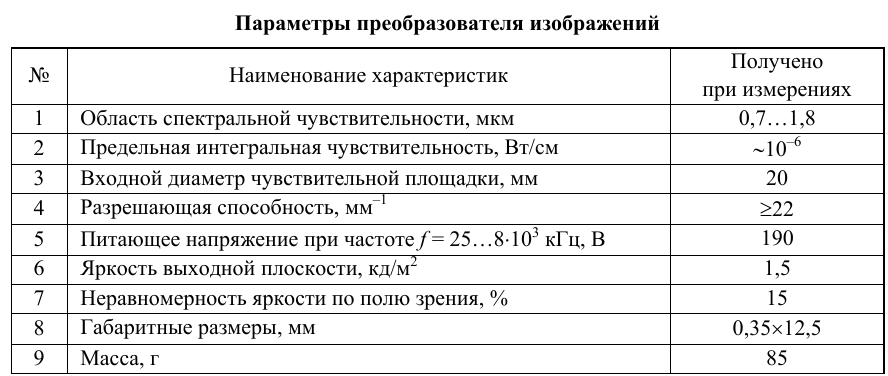 Параметры преобразователя изображений
№ Наименование характеристик Получено
при измерениях
1 Область спектральной чувствительности, мкм 0,7…1,8
2 Предельная интегральная чувствительность, Вт/см ~10⁻⁶
3 Входной диаметр чувствительной площадки, мм 20
4 Разрешающая способность, мм⁻¹ ≥22
5 Питающее напряжение при частоте f = 25…8·10³ кГц, В 190
6 Яркость выходной плоскости, кд/м² 1,5
7 Неравномерность яркости по полю зрения, % 15
8 Габаритные размеры, мм 0,35×12,5
9 Масса, г 85